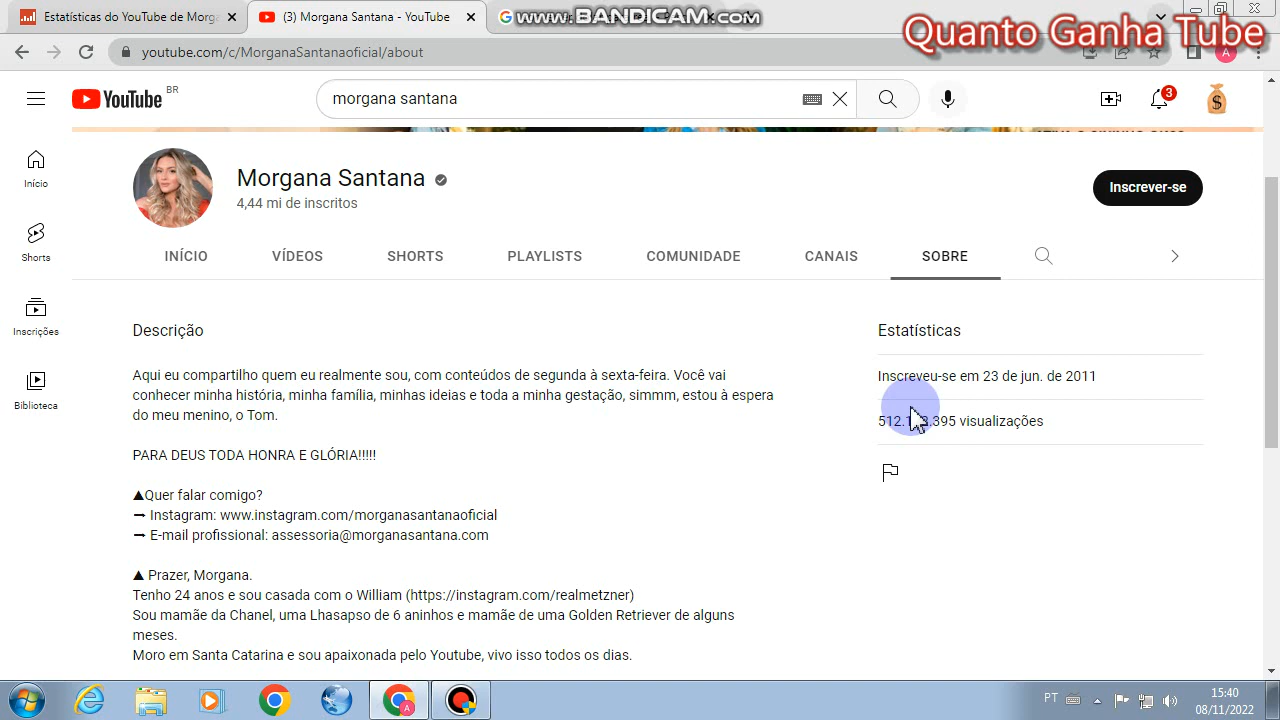 Estatísticas do YouTube de Morga
(3) Morgana Santana - YouTube
www.BANDICAM.com
Quanto Ganha Tube
youtube.com/c/MorganaSantanaoficial/about
YouTube BR
morgana santana
3
Início
Shorts
Inscrições
Biblioteca
Morgana Santana
4,44 mi de inscritos
Inscrever-se
INÍCIO VÍDEOS SHORTS PLAYLISTS COMUNIDADE CANAIS SOBRE
Descrição
Aqui eu compartilho quem eu realmente sou, com conteúdos de segunda à sexta-feira. Você vai
conhecer minha história, minha família, minhas ideias e toda a minha gestação, simmm, estou à espera
do meu menino, o Tom.
PARA DEUS TODA HONRA E GLÓRIA!!!!!
▲Quer falar comigo?
→ Instagram: www.instagram.com/morganasantanaoficial
→ E-mail profissional: assessoria@morganasantana.com
▲ Prazer, Morgana.
Tenho 24 anos e sou casada com o William (https://instagram.com/realmetzner)
Sou mamãe da Chanel, uma Lhasapso de 6 aninhos e mamãe de uma Golden Retriever de alguns
meses.
Moro em Santa Catarina e sou apaixonada pelo Youtube, vivo isso todos os dias.
Estatísticas
Inscreveu-se em 23 de jun. de 2011
visualizações
PT
15:40
08/11/2022